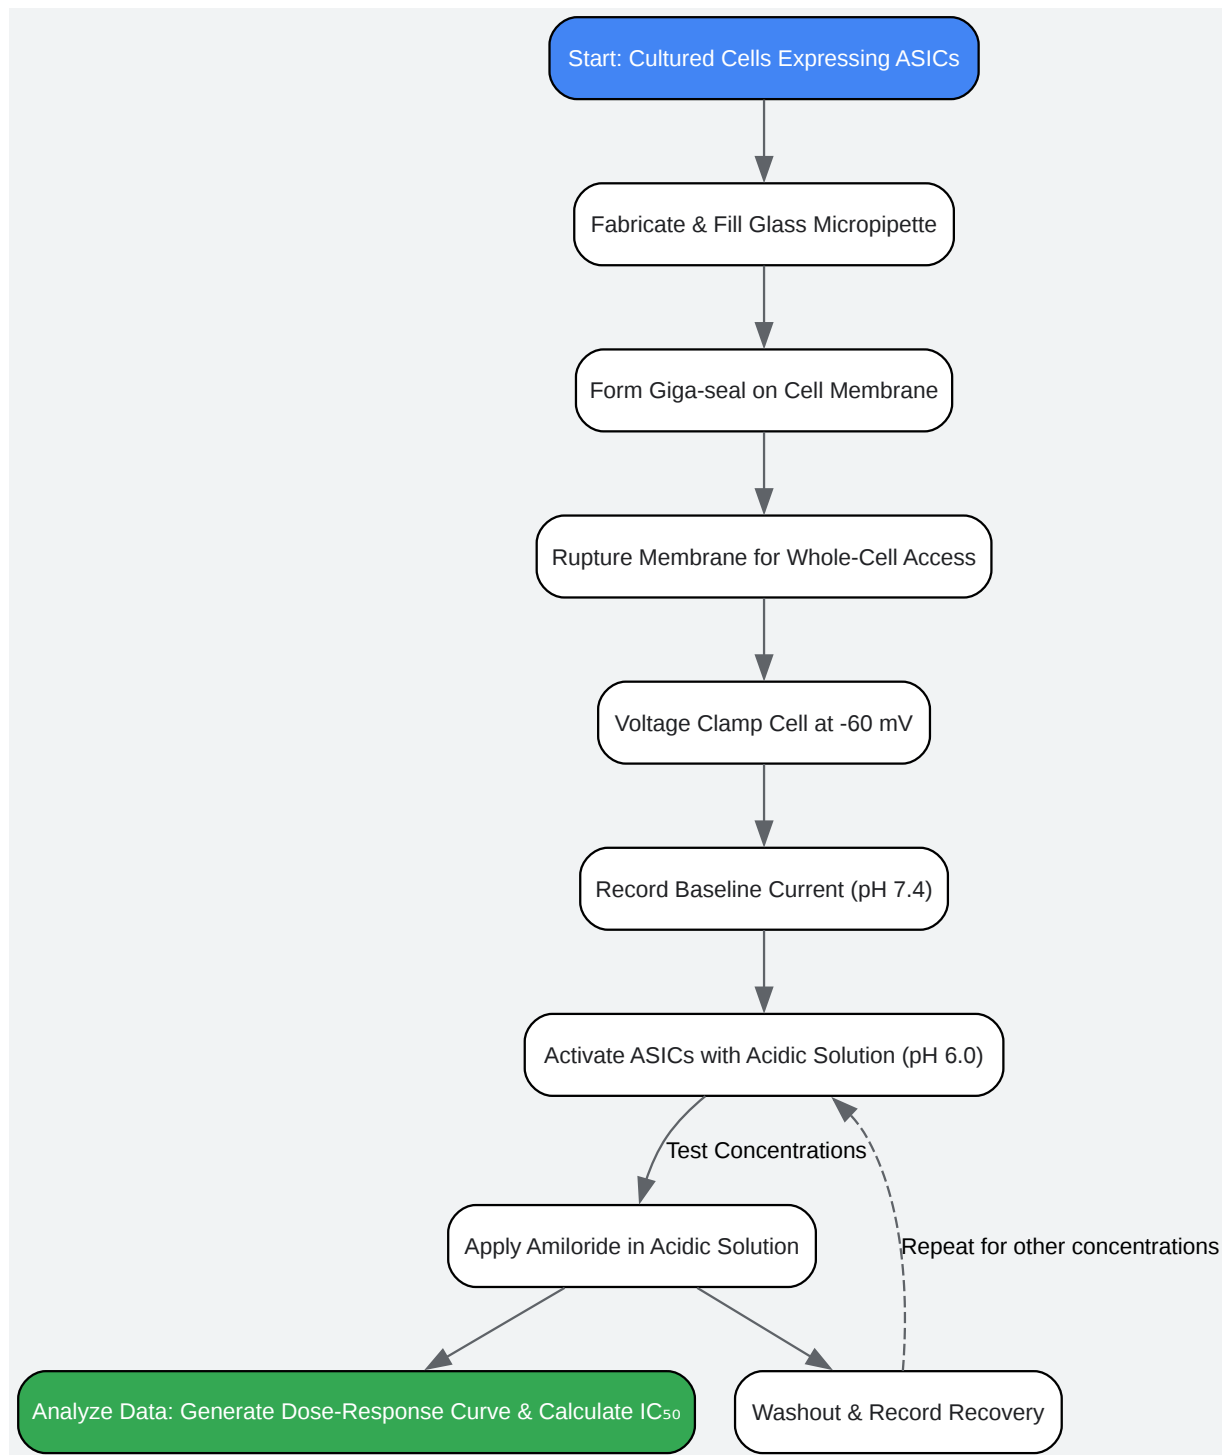 Start: Cultured Cells Expressing ASICs
Fabricate & Fill Glass Micropipette
Form Giga-seal on Cell Membrane
Rupture Membrane for Whole-Cell Access
Voltage Clamp Cell at -60 mV
Record Baseline Current (pH 7.4)
Activate ASICs with Acidic Solution (pH 6.0)
Test Concentrations
Apply Amiloride in Acidic Solution
Repeat for other concentrations
Analyze Data: Generate Dose-Response Curve & Calculate IC₅₀
Washout & Record Recovery